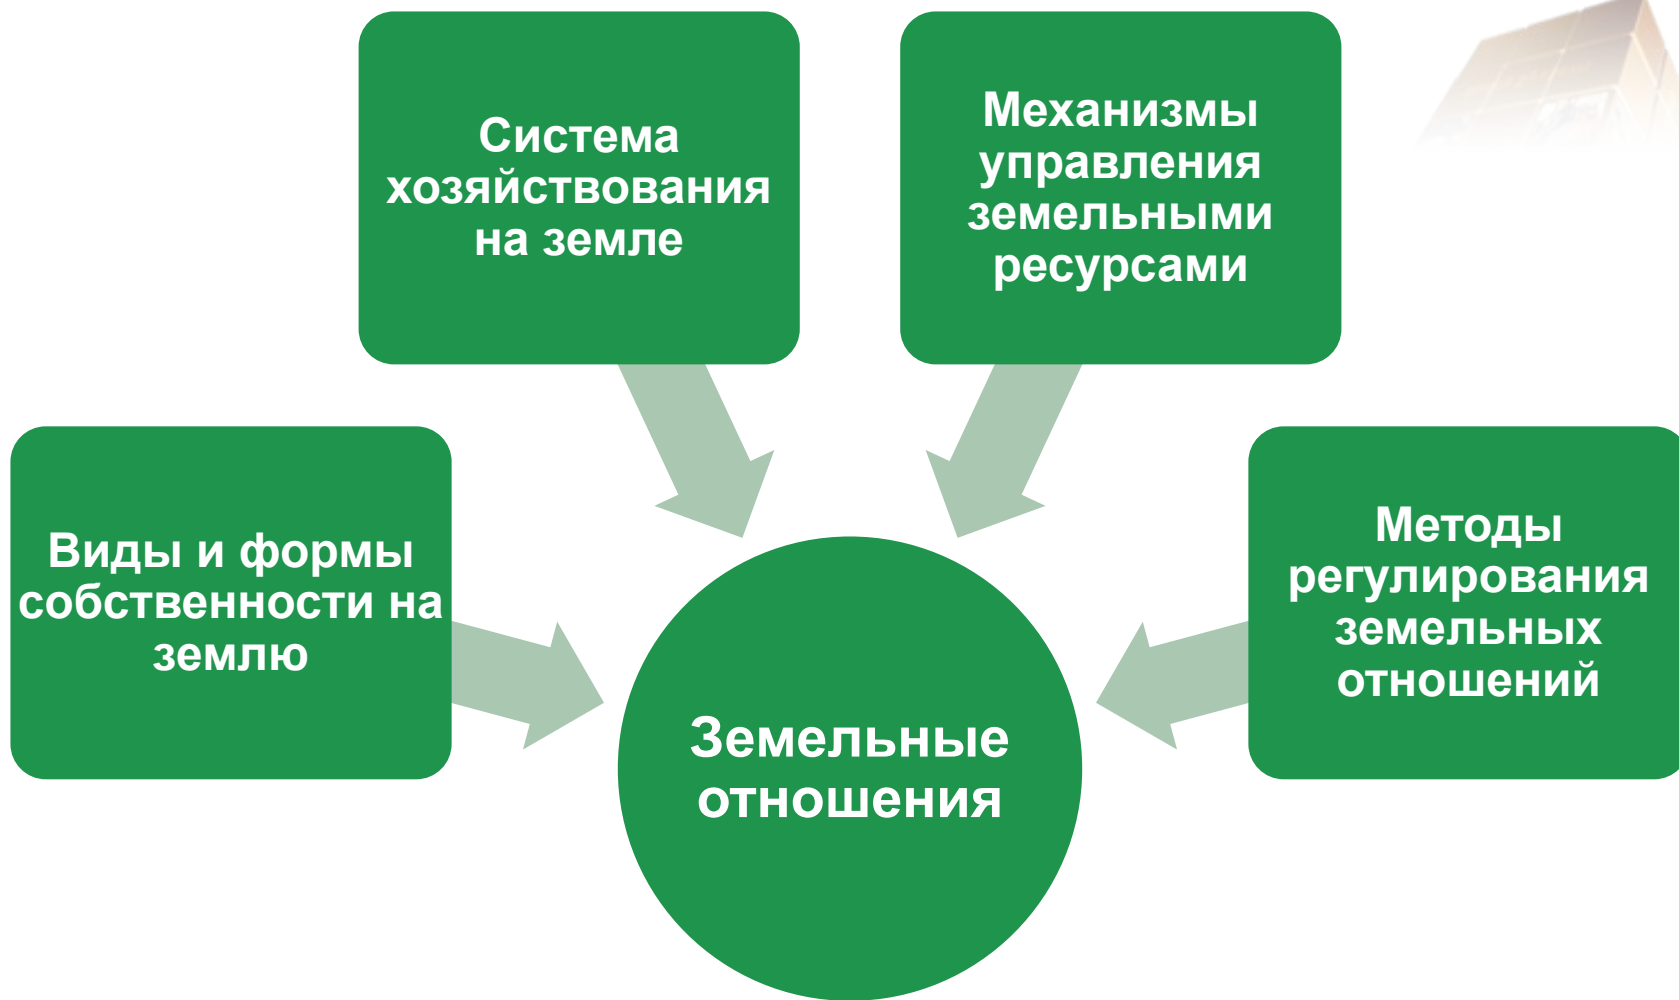 Система
хозяйствования
на земле
Механизмы
управления
земельными
ресурсами
Виды и формы
собственности на
землю
Методы
регулирования
земельных
отношений
Земельные
отношения